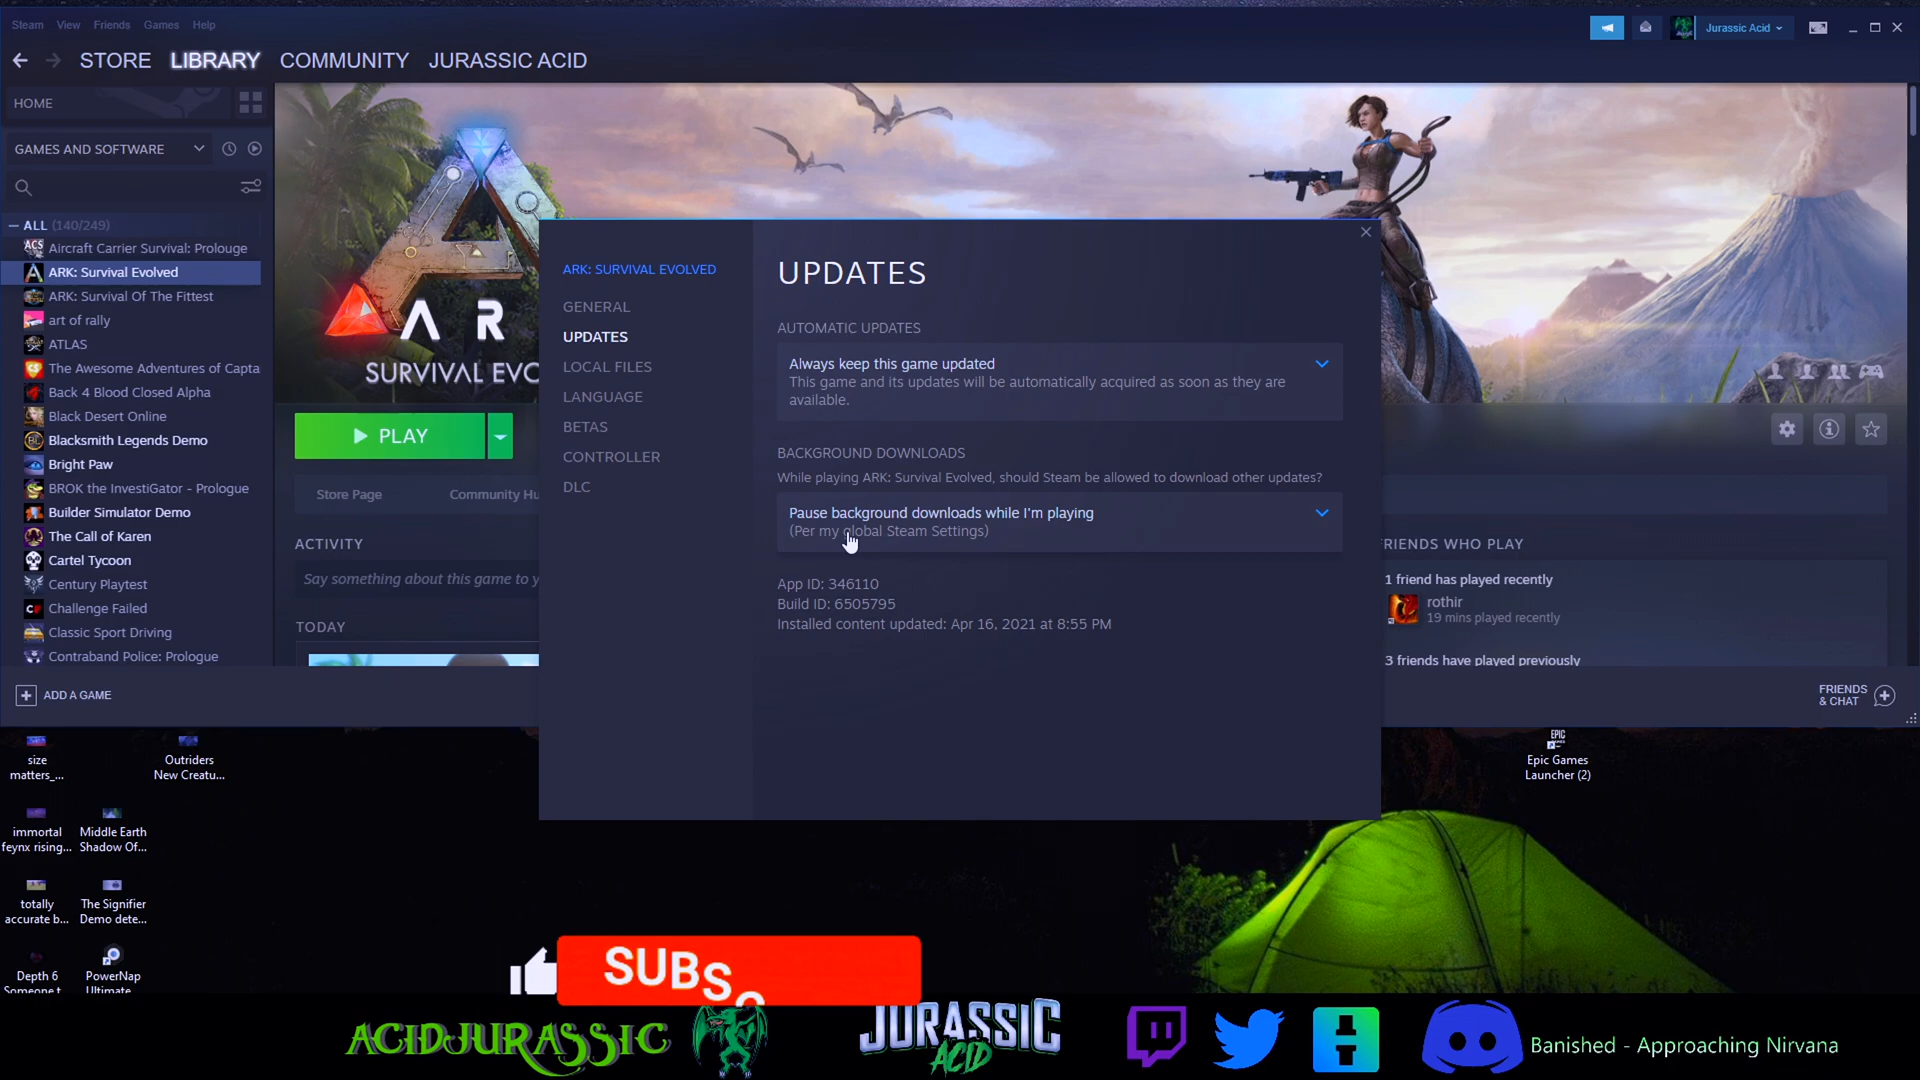 Steam View Friends Games Help
Jurassic Acid
STORE LIBRARY COMMUNITY JURASSIC ACID
HOME
GAMES AND SOFTWARE
ALL (140/249)
ACS Aircraft Carrier Survival: Prolouge
ARK: Survival Evolved
ARK: Survival Of The Fittest
art of rally
ATLAS
The Awesome Adventures of Capta
Back 4 Blood Closed Alpha
Black Desert Online
BL Blacksmith Legends Demo
Bright Paw
BROK the InvestiGator - Prologue
Builder Simulator Demo
The Call of Karen
Cartel Tycoon
Century Playtest
Challenge Failed
Classic Sport Driving
Contraband Police: Prologue
ADD A GAME
A R
SURVIVAL EVO
PLAY
Store Page Community Hu
ACTIVITY
Say something about this game to y
TODAY
ARK: SURVIVAL EVOLVED
GENERAL
UPDATES
LOCAL FILES
LANGUAGE
BETAS
CONTROLLER
DLC
UPDATES
AUTOMATIC UPDATES
Always keep this game updated
This game and its updates will be automatically acquired as soon as they are
available.
BACKGROUND DOWNLOADS
While playing ARK: Survival Evolved, should Steam be allowed to download other updates?
Pause background downloads while I'm playing
(Per my global Steam Settings)
App ID: 346110
Build ID: 6505795
Installed content updated: Apr 16, 2021 at 8:55 PM
RIENDS WHO PLAY
1 friend has played recently
rothir
19 mins played recently
3 friends have played previously
FRIENDS
& CHAT
size
matters_...
Outriders
New Creatu...
EPIC
Epic Games
Launcher (2)
immortal
feynx rising...
Middle Earth
Shadow Of...
totally
accurate b...
The Signifier
Demo dete...
Depth 6
Someone t
PowerNap
Ultimate
SUBSC
ACIDJURASSIC
JURASSIC
ACID
Banished - Approaching Nirvana